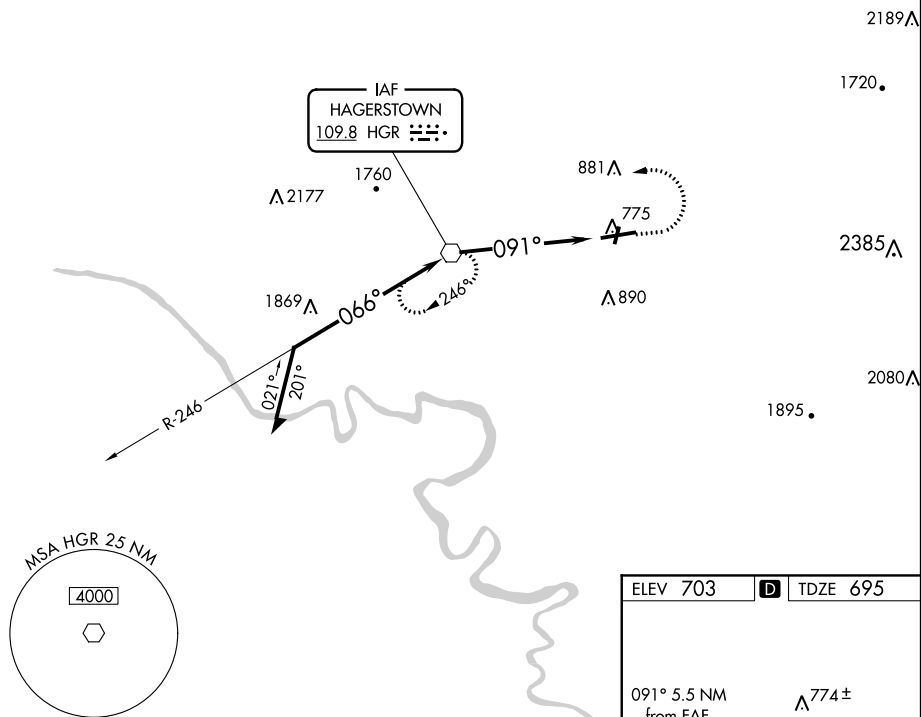 2189
1720
IAF
HAGERSTOWN
109.8 HGR
1760
881
2177
775
091°
2385
246°
1869
066°
890
021°
201°
2080
R-246
1895
MSA HGR 25 NM
4000
ELEV 703 D TDZE 695
091° 5.5 NM
774±
from FAF